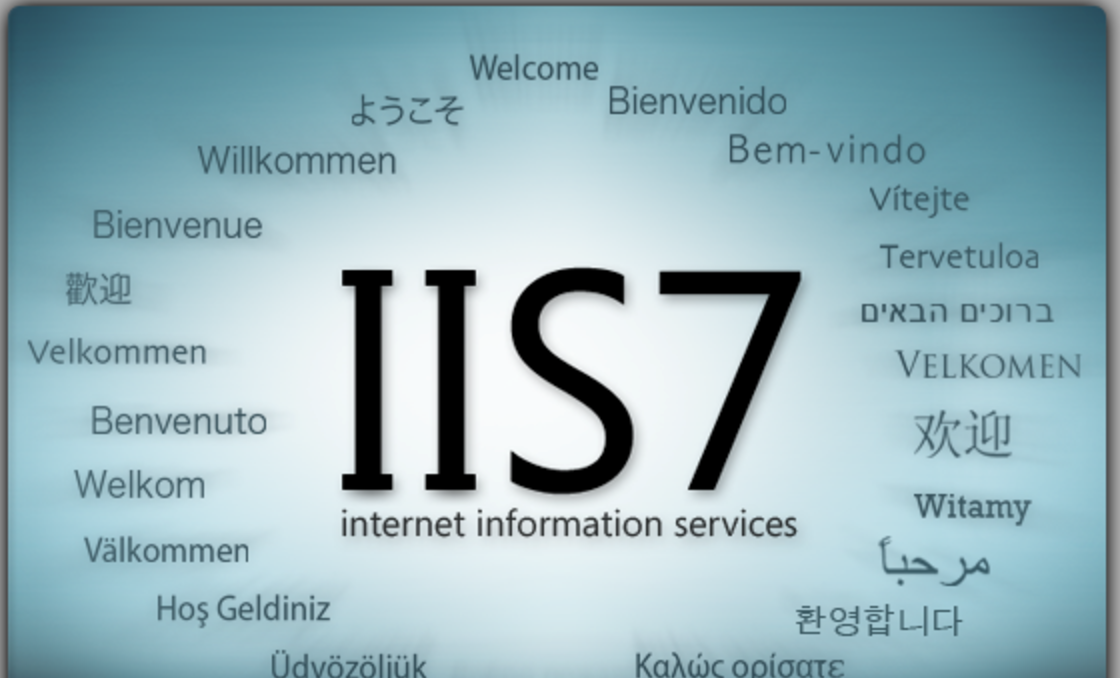 Welcome
ようこそ
Bienvenido
Willkommen
Bem-vindo
Vítejte
Bienvenue
Tervetuloa
歡迎
ברוכים הבאים
Velkommen
VELKOMEN
IIS7
internet information services
Benvenuto
欢迎
Welkom
Witamy
Välkommen
مرحباً
Hoş Geldiniz
환영합니다
Üdvözöljük
Καλώς ορίσατε